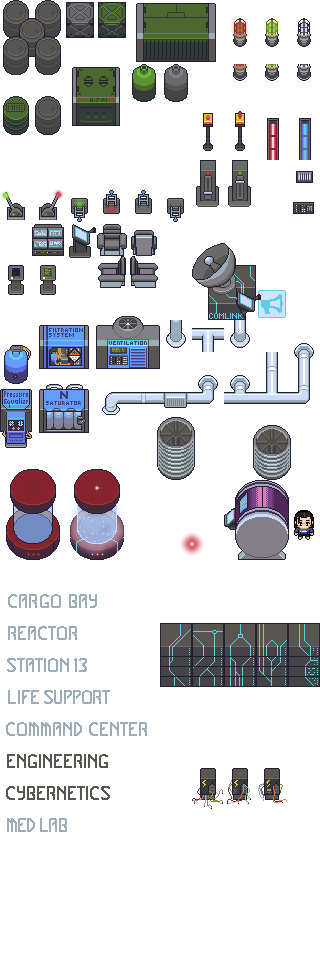 COMLINK
FILTRATION
SYSTEM
VENTILATION
Pressure
Equalizer
N
SATURATOR
CARGO BAY
REACTOR
STATION 13
LIFE SUPPORT
COMMAND CENTER
ENGINEERING
CYBERNETICS
MED LAB